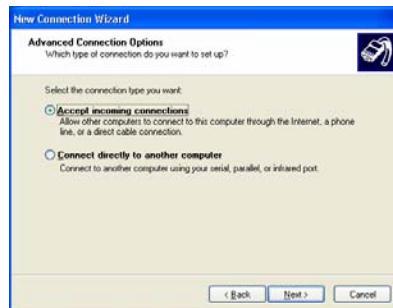 New Connection Wizard
Advanced Connection Options
Which type of connection do you want to set up?
Select the connection type you want:
Accept incoming connections
Allow other computers to connect to this computer through the Internet, a phone
line, or a direct cable connection.
Connect directly to another computer
Connect to another computer using your serial, parallel, or infrared port.
< Back Next > Cancel